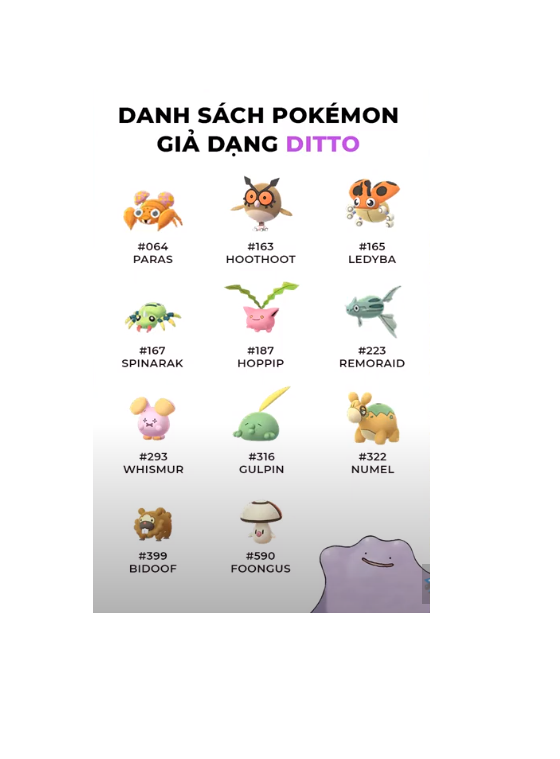 DANH SÁCH POKÉMON
GIẢ DẠNG DITTO
#064 #163 #165
PARAS HOOTHOOT LEDYBA
#167 #187 #223
SPINARAK HOPPIP REMORAID
#293 #316 #322
WHISMUR GULPIN NUMEL
#399 #590
BIDOOF FOONGUS